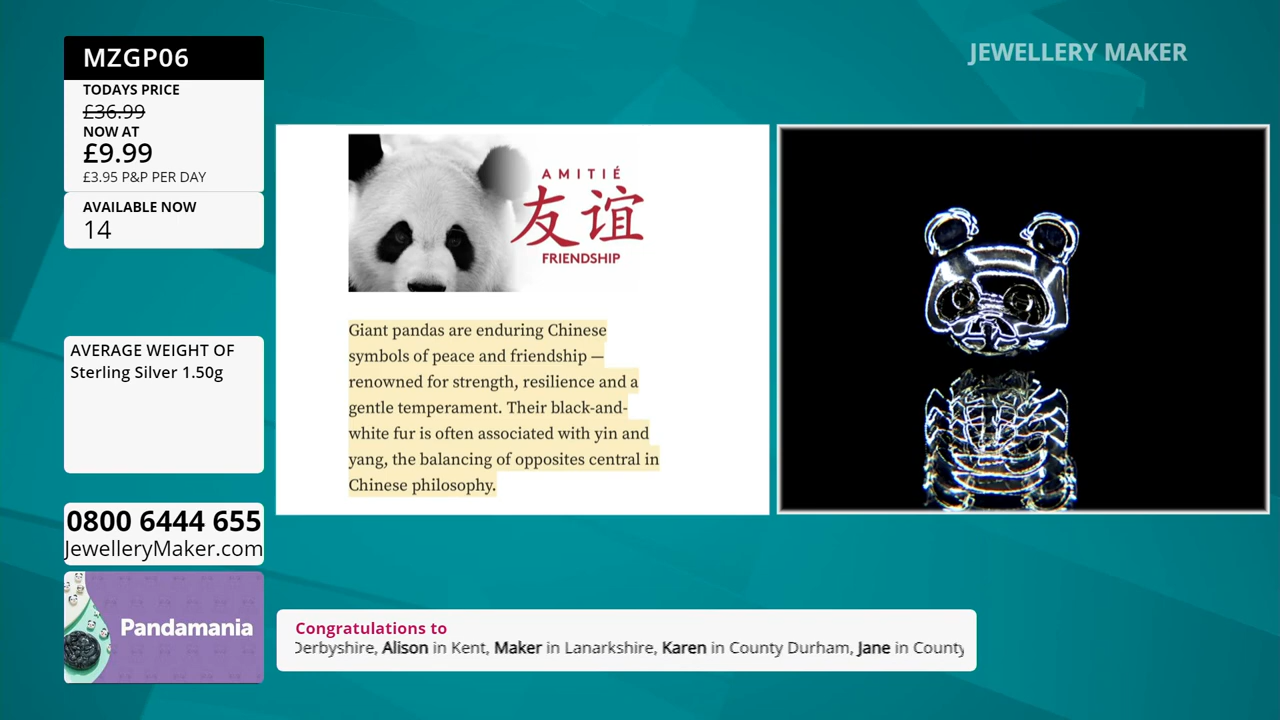 MZGP06
TODAYS PRICE
£36.99
NOW AT
£9.99
£3.95 P&P PER DAY
AVAILABLE NOW
14
AVERAGE WEIGHT OF
Sterling Silver 1.50g
0800 6444 655
JewelleryMaker.com
Pandamania
JEWELLERY MAKER
AMITIÉ
友谊
FRIENDSHIP
Giant pandas are enduring Chinese
symbols of peace and friendship —
renowned for strength, resilience and a
gentle temperament. Their black-and-
white fur is often associated with yin and
yang, the balancing of opposites central in
Chinese philosophy.
Congratulations to
Derbyshire, Alison in Kent, Maker in Lanarkshire, Karen in County Durham, Jane in County